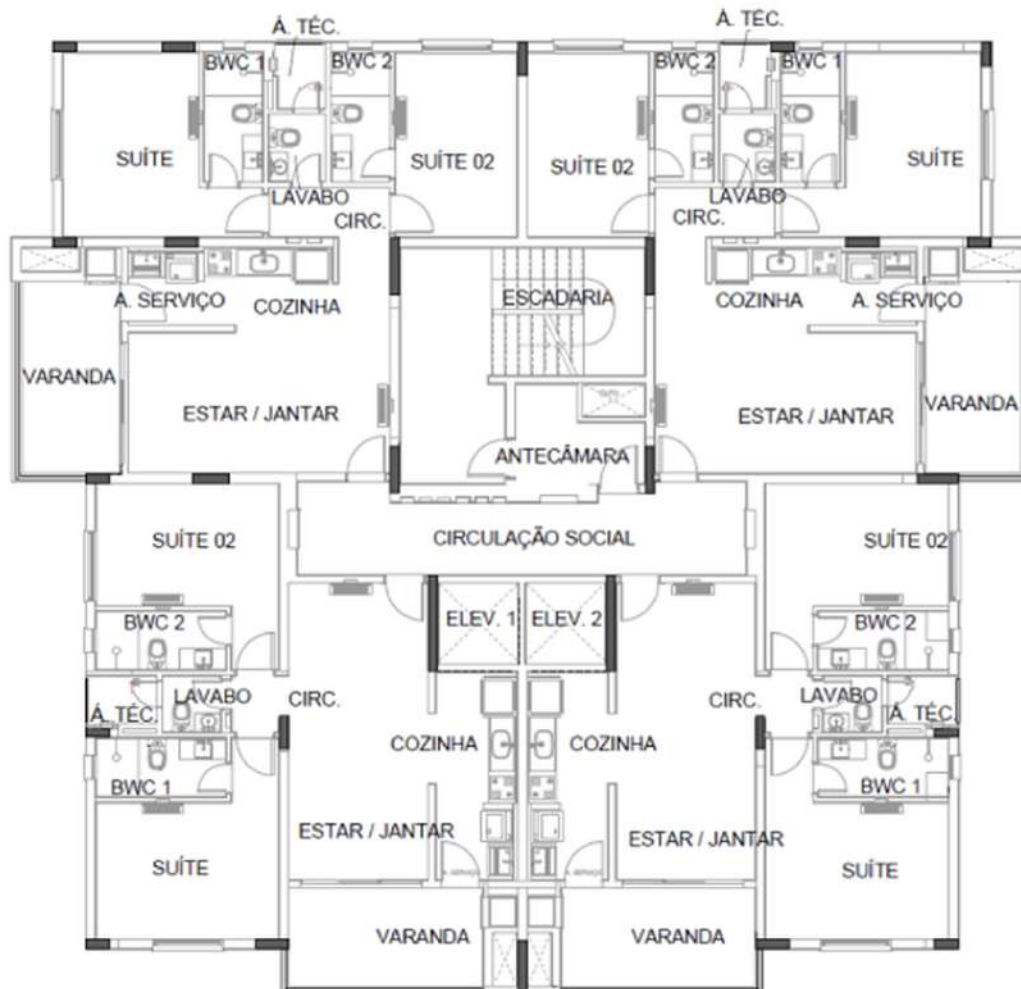 Á. TÉC.
Á. TÉC.
BWC 1
BWC 2
BWC 2
BWC 1
SUÍTE
SUÍTE 02
SUÍTE 02
SUÍTE
LAVABO
CIRC.
LAVABO
CIRC.
A. SERVIÇO
COZINHA
ESCADARIA
COZINHA
A. SERVIÇO
VARANDA
ESTAR / JANTAR
ESTAR / JANTAR
VARANDA
ANTECÂMARA
SUÍTE 02
CIRCULAÇÃO SOCIAL
SUÍTE 02
BWC 2
ELEV. 1
ELEV. 2
BWC 2
LAVABO
CIRC.
CIRC.
LAVABO
Á. TÉC.
Á. TÉC.
COZINHA
COZINHA
BWC 1
BWC 1
ESTAR / JANTAR
ESTAR / JANTAR
SUÍTE
A. SERVIÇO
A. SERVIÇO
SUÍTE
VARANDA
VARANDA